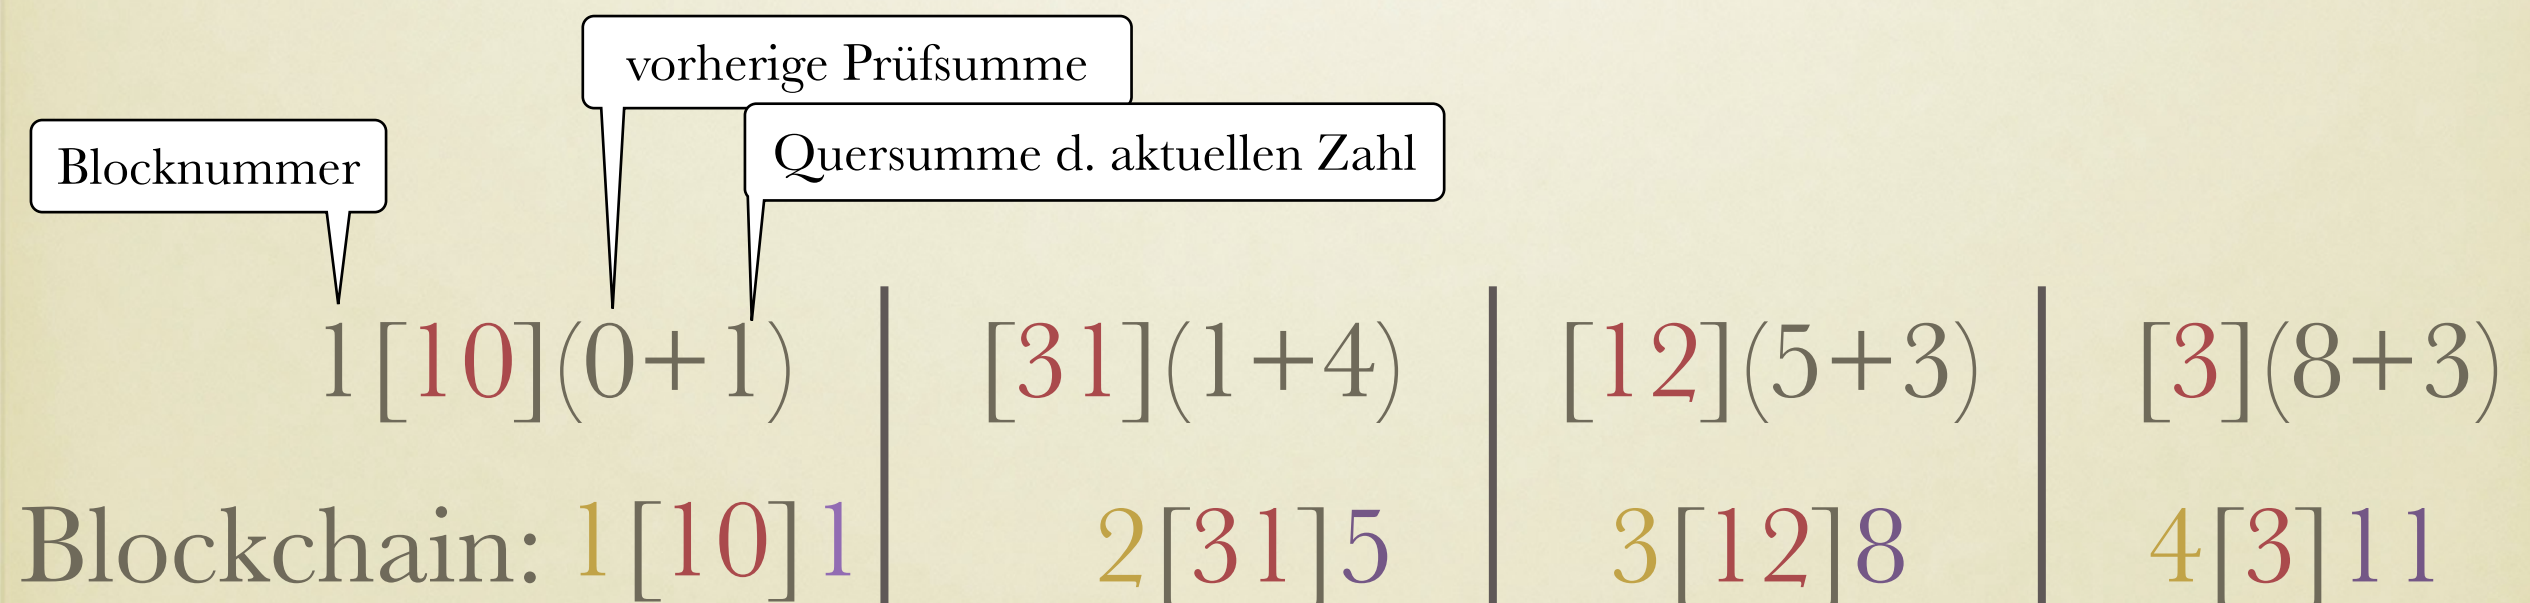 vorherige Prüfsumme
Blocknummer
Quersumme d. aktuellen Zahl
1[10](0+1) [31](1+4) [12](5+3) [3](8+3)
Blockchain: 1[10]1 2[31]5 3[12]8 4[3]11